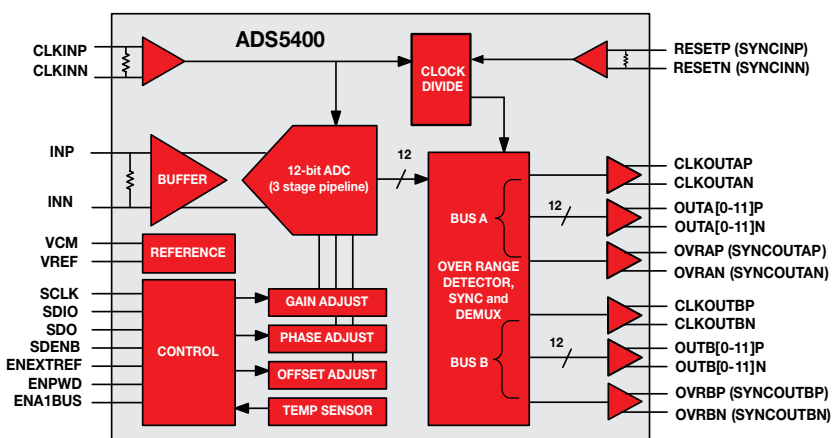 ADS5400
CLKINP
CLKINN
CLOCK
DIVIDE
RESETP (SYNCINP)
RESETN (SYNCINN)
INP
INN
BUFFER
12-bit ADC
(3 stage pipeline)
12
VCM
VREF
REFERENCE
SCLK
SDIO
SDO
SDENB
ENEXTREF
ENPWD
ENA1BUS
CONTROL
GAIN ADJUST
PHASE ADJUST
OFFSET ADJUST
TEMP SENSOR
BUS A
OVER RANGE
DETECTOR,
SYNC and
DEMUX
BUS B
12
12
CLKOUTAP
CLKOUTAN
OUTA[0-11]P
OUTA[0-11]N
OVRAP (SYNCOUTAP)
OVRAN (SYNCOUTAN)
CLKOUTBP
CLKOUTBN
OUTB[0-11]P
OUTB[0-11]N
OVRBP (SYNCOUTBP)
OVRBN (SYNCOUTBN)